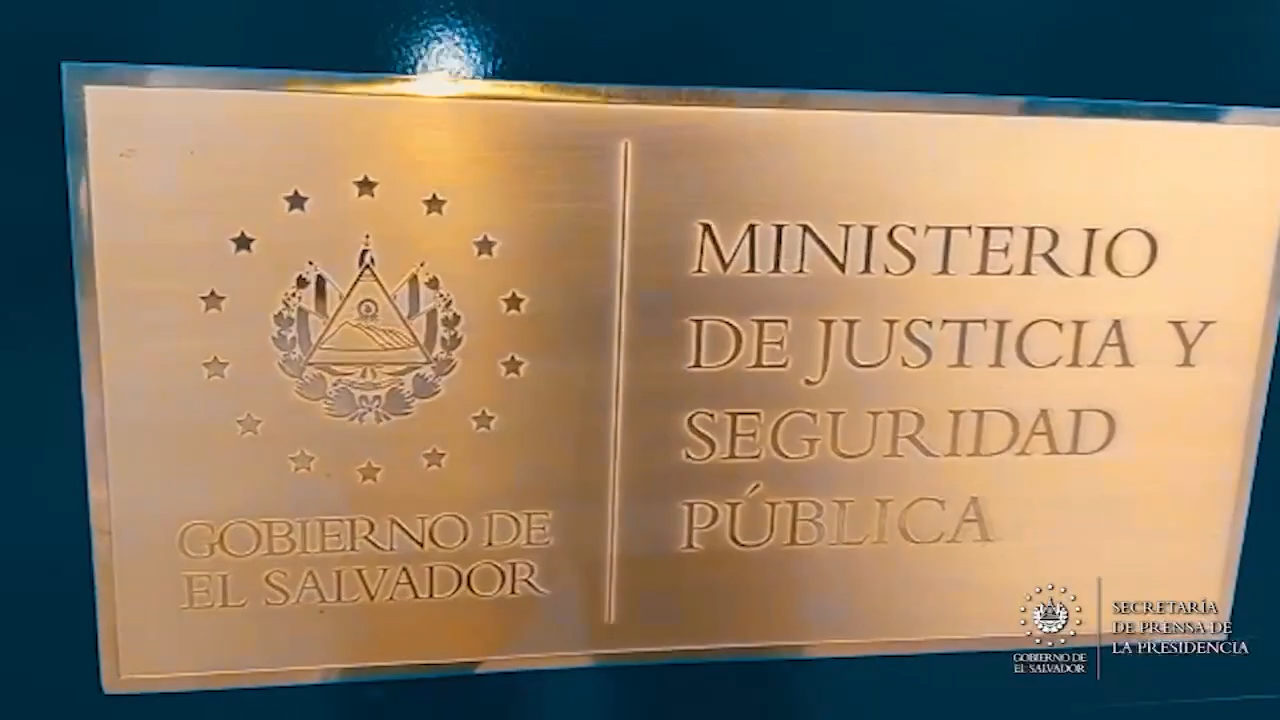 GOBIERNO DE
EL SALVADOR
MINISTERIO
DE JUSTICIA Y
SEGURIDAD
PÚBLICA
GOBIERNO DE
EL SALVADOR
SECRETARÍA
DE PRENSA DE
LA PRESIDENCIA